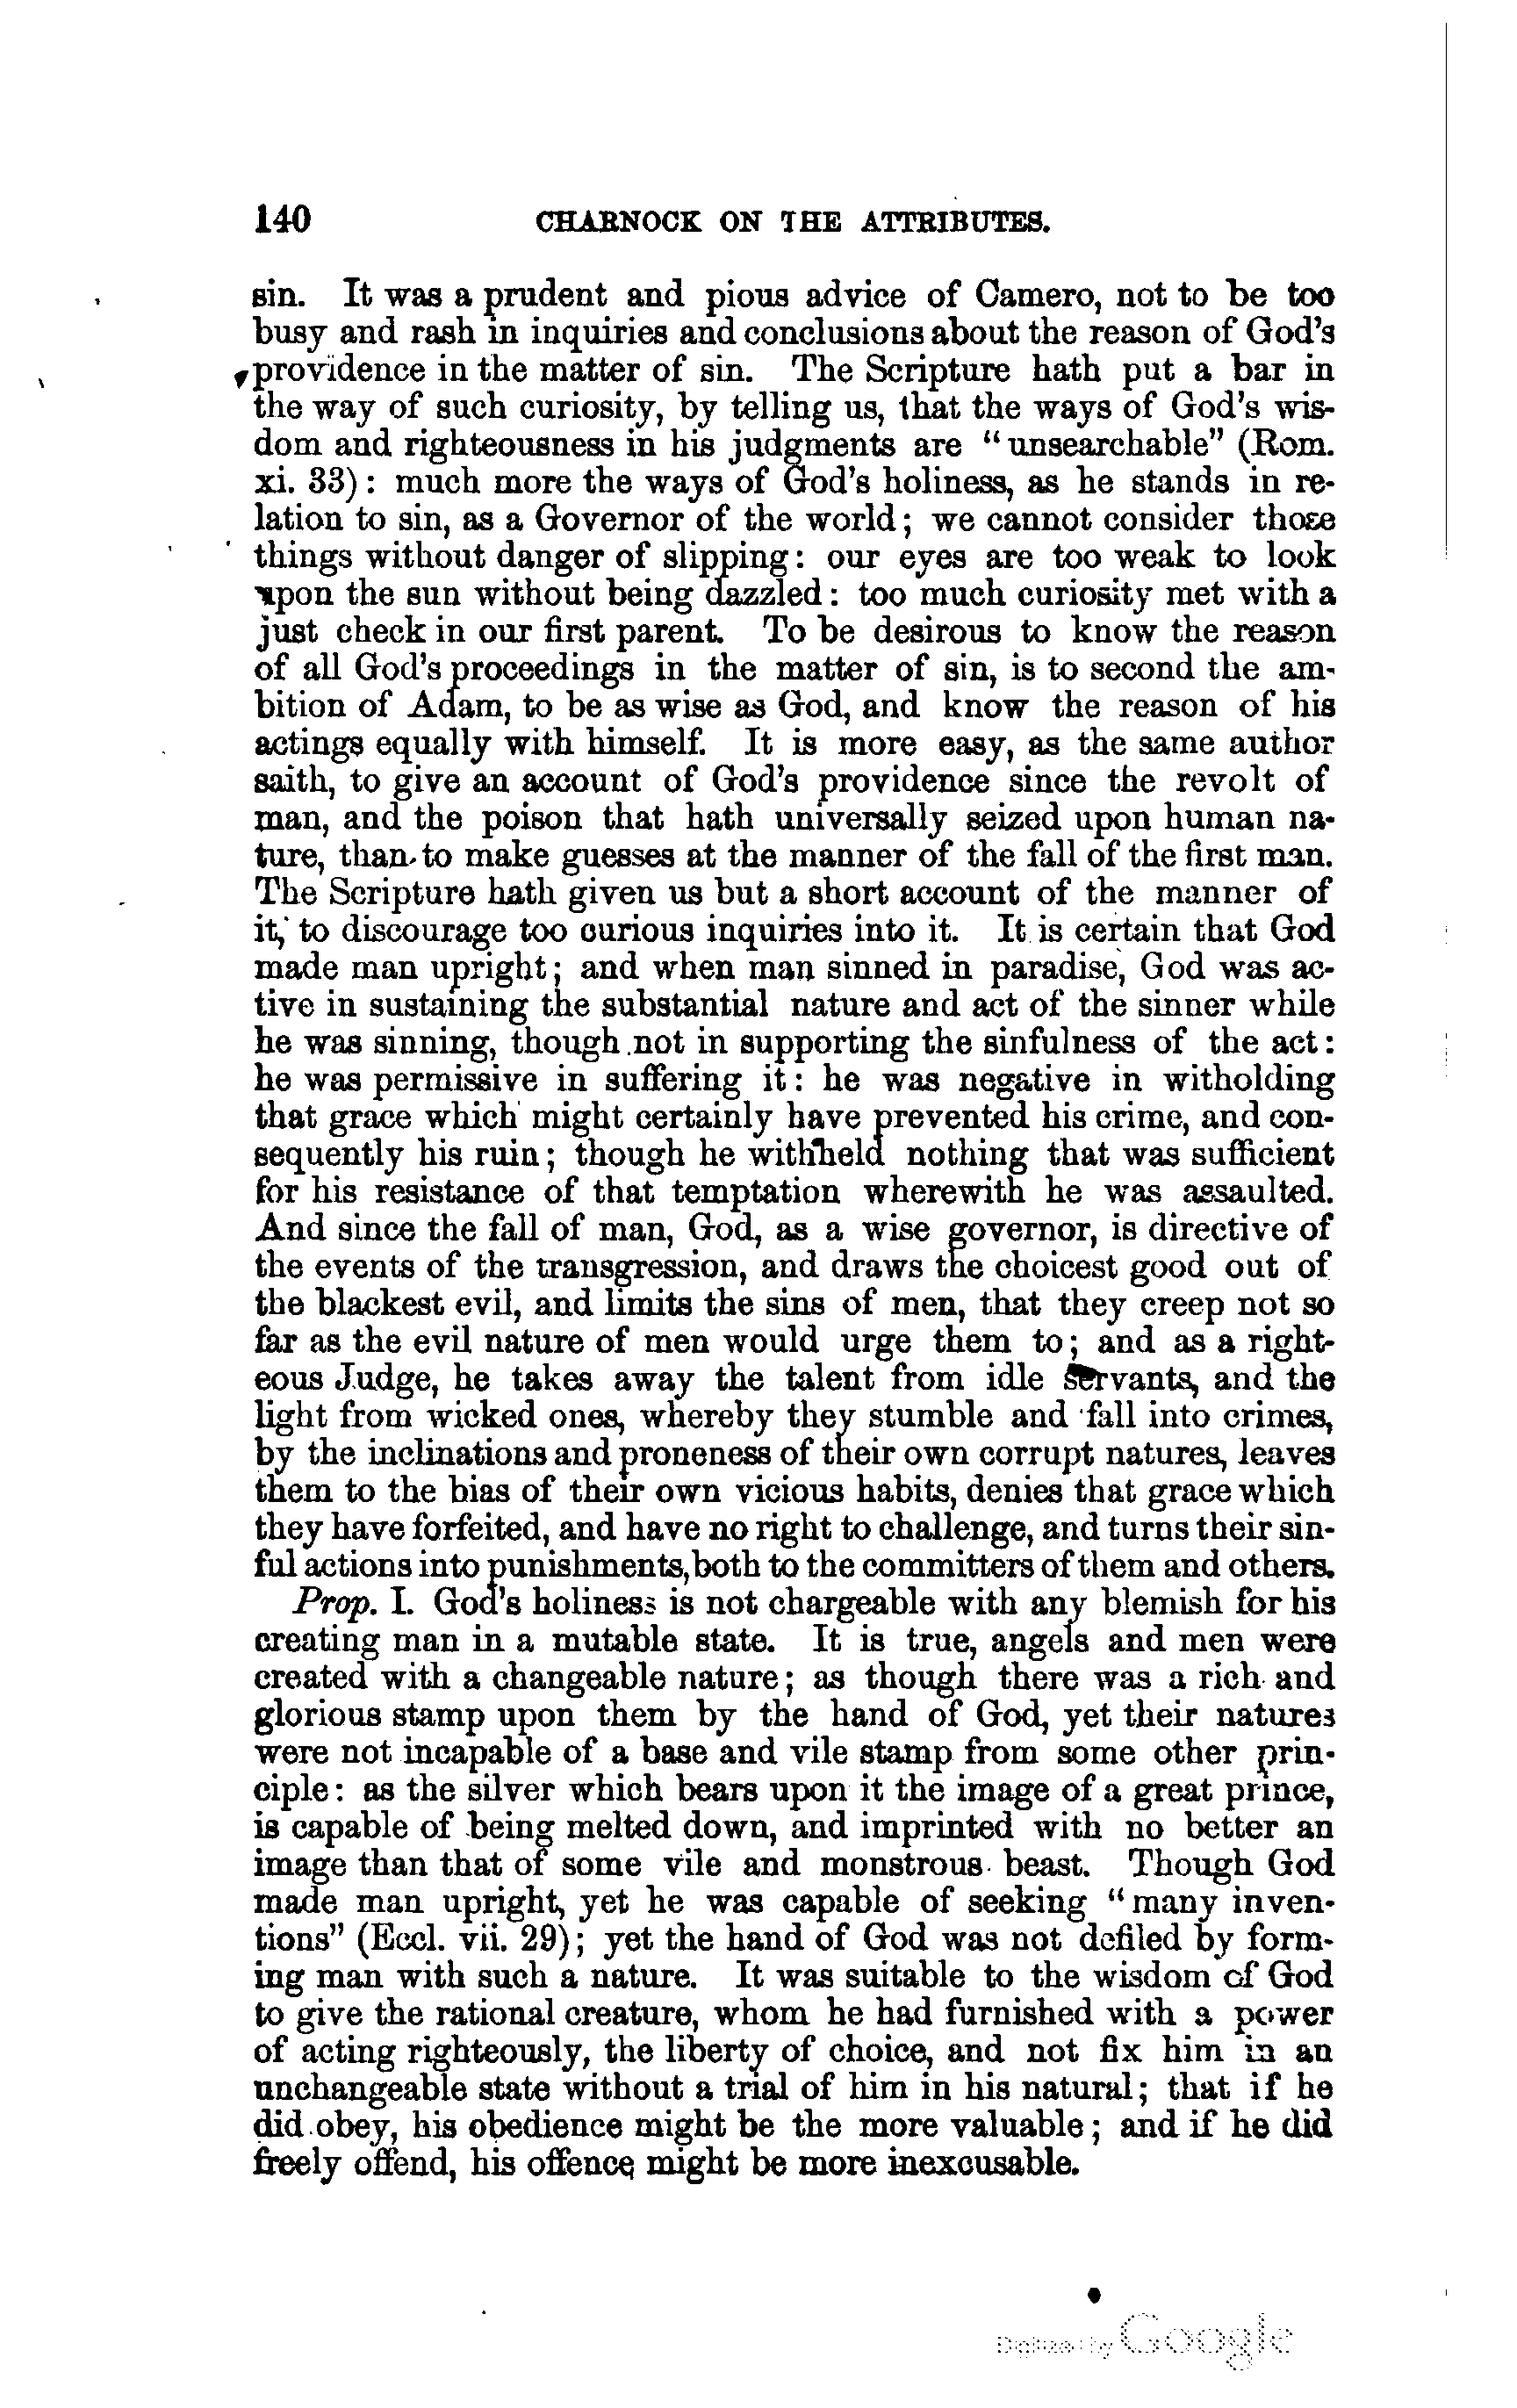 140 CHARNOCK ON THE ATTRIBUTES.
sin. It was a prudent and pious advice of Camero, not to be too
busy and rash in inquiries and conclusions about the reason of God's
providence in the matter of sin. The Scripture hath put a bar in
the way of such curiosity, by telling us, that the ways of God's wis-
dom and righteousness in his judgments are "unsearchable" (Rom.
xi. 33): much more the ways of God's holiness, as he stands in re-
lation to sin, as a Governor of the world; we cannot consider those
things without danger of slipping: our eyes are too weak to look
upon the sun without being dazzled: too much curiosity met with a
just check in our first parent. To be desirous to know the reason
of all God's proceedings in the matter of sin, is to second the am-
bition of Adam, to be as wise as God, and know the reason of his
actings equally with himself. It is more easy, as the same author
saith, to give an account of God's providence since the revolt of
man, and the poison that hath universally seized upon human na-
ture, than to make guesses at the manner of the fall of the first man.
The Scripture hath given us but a short account of the manner of
it, to discourage too curious inquiries into it. It is certain that God
made man upright; and when man sinned in paradise, God was ac-
tive in sustaining the substantial nature and act of the sinner while
he was sinning, though not in supporting the sinfulness of the act:
he was permissive in suffering it: he was negative in witholding
that grace which might certainly have prevented his crime, and con-
sequently his ruin; though he withheld nothing that was sufficient
for his resistance of that temptation wherewith he was assaulted.
And since the fall of man, God, as a wise governor, is directive of
the events of the transgression, and draws the choicest good out of
the blackest evil, and limits the sins of men, that they creep not so
far as the evil nature of men would urge them to; and as a right-
eous Judge, he takes away the talent from idle servants, and the
light from wicked ones, whereby they stumble and fall into crimes,
by the inclinations and proneness of their own corrupt natures, leaves
them to the bias of their own vicious habits, denies that grace which
they have forfeited, and have no right to challenge, and turns their sin-
ful actions into punishments, both to the committers of them and others.
Prop. I. God's holiness is not chargeable with any blemish for his
creating man in a mutable state. It is true, angels and men were
created with a changeable nature; as though there was a rich and
glorious stamp upon them by the hand of God, yet their natures
were not incapable of a base and vile stamp from some other prin-
ciple: as the silver which bears upon it the image of a great prince,
is capable of being melted down, and imprinted with no better an
image than that of some vile and monstrous beast. Though God
made man upright, yet he was capable of seeking "many inven-
tions" (Eccl. vii. 29); yet the hand of God was not defiled by form-
ing man with such a nature. It was suitable to the wisdom of God
to give the rational creature, whom he had furnished with a power
of acting righteously, the liberty of choice, and not fix him in an
unchangeable state without a trial of him in his natural; that if he
did obey, his obedience might be the more valuable; and if he did
freely offend, his offence might be more inexcusable.
Digitized by Google